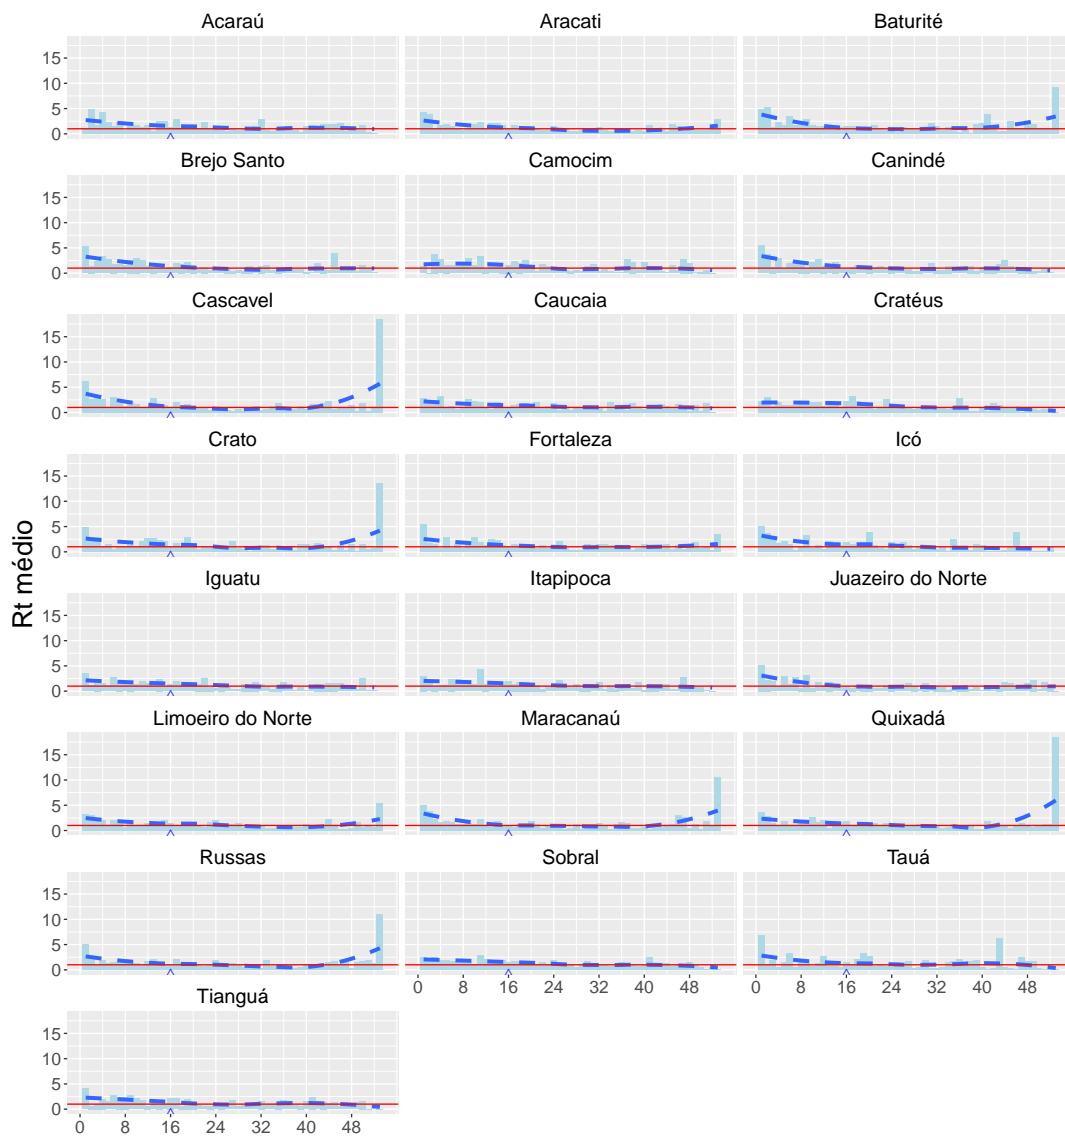 Acaraú Aracati Baturité
15
10
5
0
Brejo Santo Camocim Canindé
15
10
5
0
Cascavel Caucaia Cratéus
15
10
5
0
Crato Fortaleza Icó
15
10
5
0
Rt médio
Iguatu Itapipoca Juazeiro do Norte
15
10
5
0
Limoeiro do Norte Maracanaú Quixadá
15
10
5
0
Russas Sobral Tauá
15
10
5
0
0 8 16 24 32 40 48 0 8 16 24 32 40 48
Tianguá
15
10
5
0
0 8 16 24 32 40 48